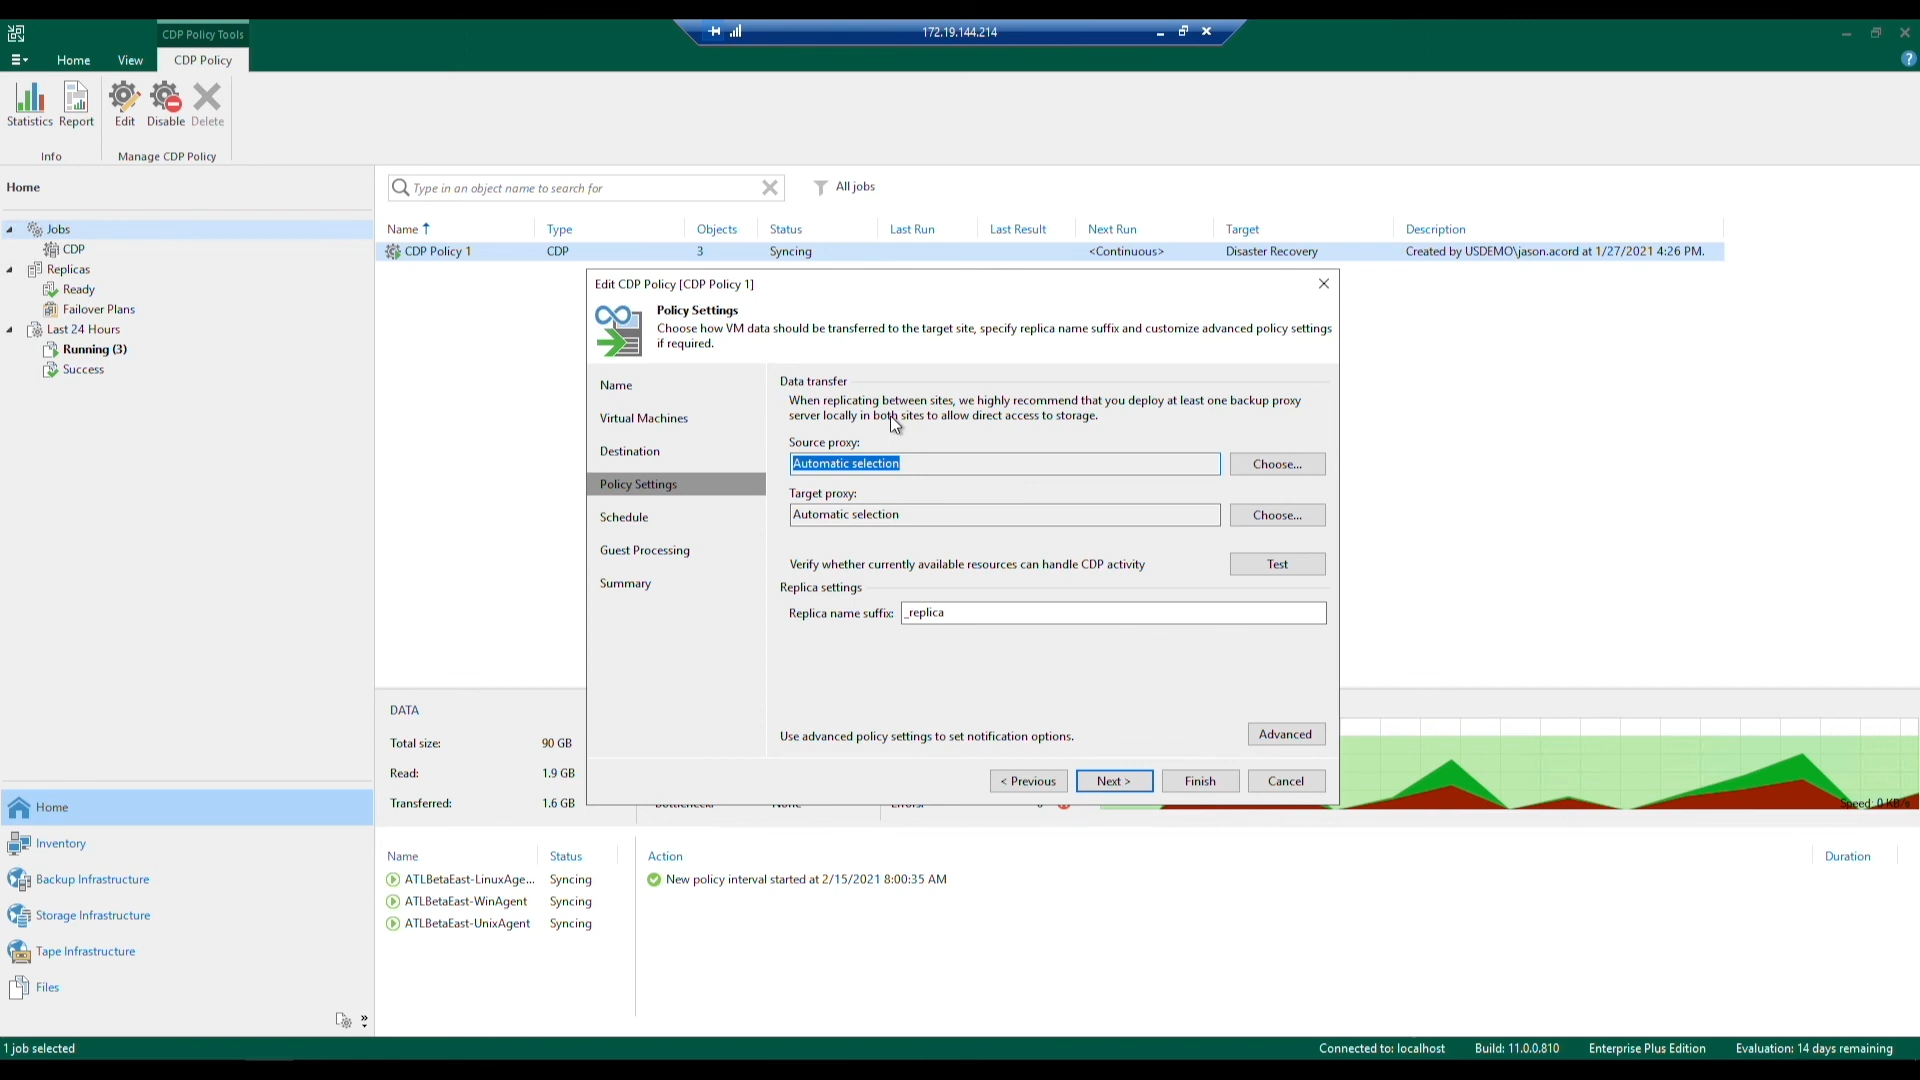 CDP Policy Tools
172.19.144.214
Home
View
CDP Policy
Statistics
Report
Edit
Disable
Delete
Info
Manage CDP Policy
Home
Type in an object name to search for
All jobs
Jobs
CDP
Replicas
Ready
Failover Plans
Last 24 Hours
Running (3)
Success
Name
Type
Objects
Status
Last Run
Last Result
Next Run
Target
Description
CDP Policy 1
CDP
3
Syncing
<Continuous>
Disaster Recovery
Created by USDEMO\jason.acord at 1/27/2021 4:26 PM.
Edit CDP Policy [CDP Policy 1]
Policy Settings
Choose how VM data should be transferred to the target site, specify replica name suffix and customize advanced policy settings
if required.
Name
Virtual Machines
Destination
Policy Settings
Schedule
Guest Processing
Summary
Data transfer
When replicating between sites, we highly recommend that you deploy at least one backup proxy
server locally in both sites to allow direct access to storage.
Source proxy:
Automatic selection
Choose...
Target proxy:
Automatic selection
Choose...
Verify whether currently available resources can handle CDP activity
Test
Replica settings
Replica name suffix:
_replica
Use advanced policy settings to set notification options.
Advanced
< Previous
Next >
Finish
Cancel
DATA
Total size:
90 GB
Read:
1.9 GB
Transferred:
1.6 GB
Speed: 0 KB/s
Name
Status
Action
Duration
ATLBetaEast-LinuxAge...
Syncing
New policy interval started at 2/15/2021 8:00:35 AM
ATLBetaEast-WinAgent
Syncing
ATLBetaEast-UnixAgent
Syncing
Home
Inventory
Backup Infrastructure
Storage Infrastructure
Tape Infrastructure
Files
1 job selected
Connected to: localhost
Build: 11.0.0.810
Enterprise Plus Edition
Evaluation: 14 days remaining